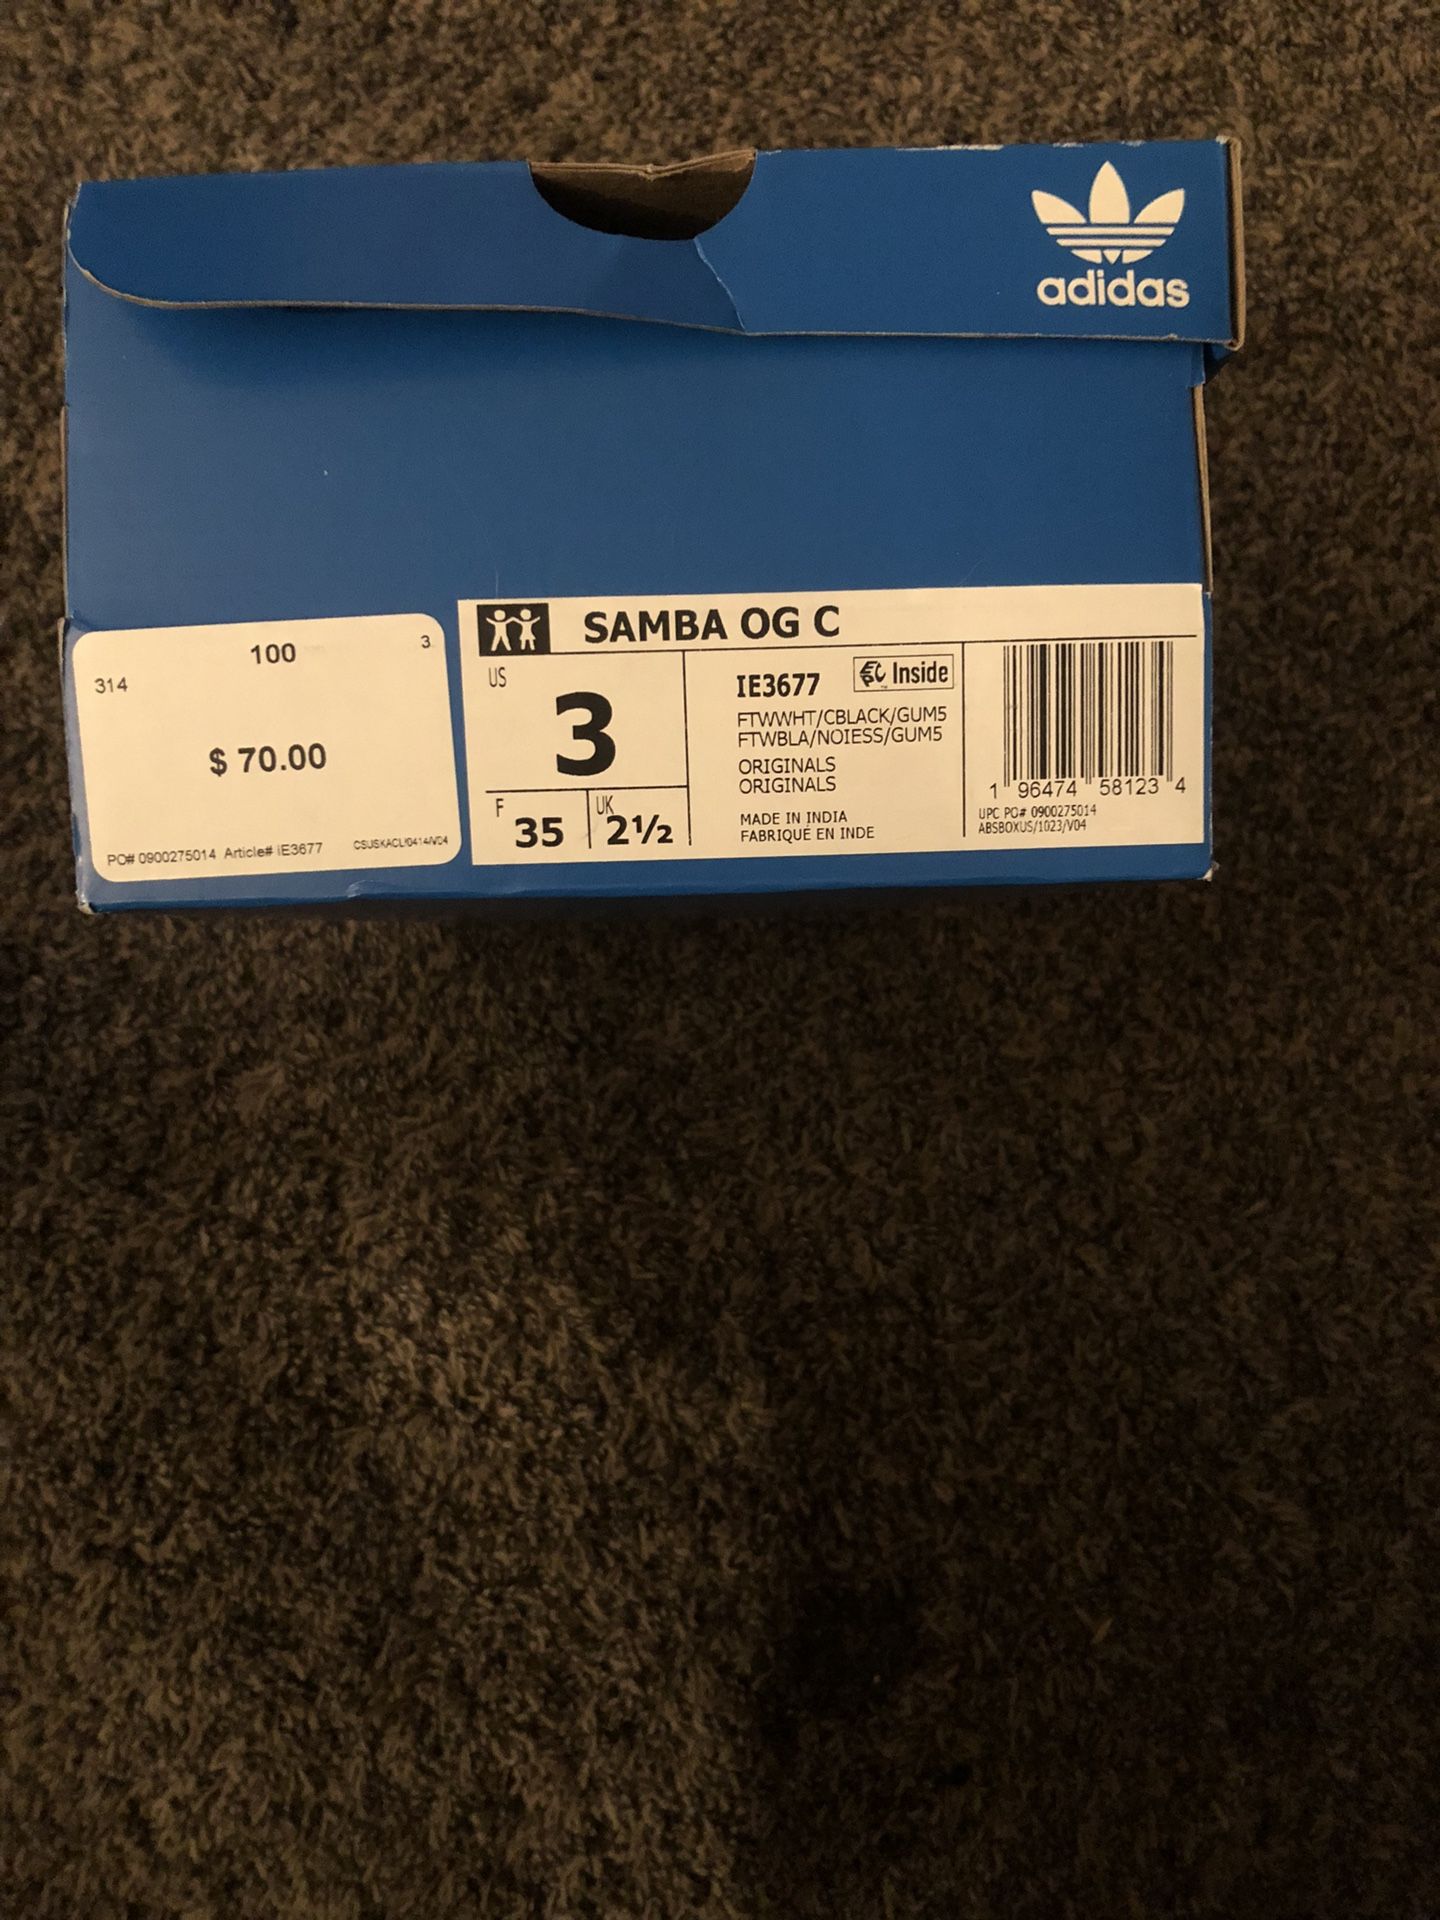 adidas
100
3
314
$ 70.00
PO# 0900275014 Article# IE3677
CSUSKACL/0414/V04
SAMBA OG C
US
3
F
35
UK
2½
IE3677
Inside
FTWWHT/CBLACK/GUM5
FTWBLA/NOIESS/GUM5
ORIGINALS
ORIGINALS
MADE IN INDIA
FABRIQUÉ EN INDE
1 96474 58123 4
UPC PO# 0900275014
ABSBOXUS/1023/V04